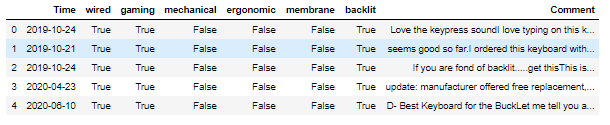 Time wired gaming mechanical ergonomic membrane backlit Comment
0 2019-10-24 True True False False False True Love the keypress soundI love typing on this k...
1 2019-10-21 True True False False False True seems good so far.I ordered this keyboard with...
2 2019-10-24 True True False False False True If you are fond of backlit.....get thisThis is...
3 2020-04-23 True True False False False True update: manufacturer offered free replacement,...
4 2020-06-10 True True False False False True D- Best Keyboard for the BuckLet me tell you a...